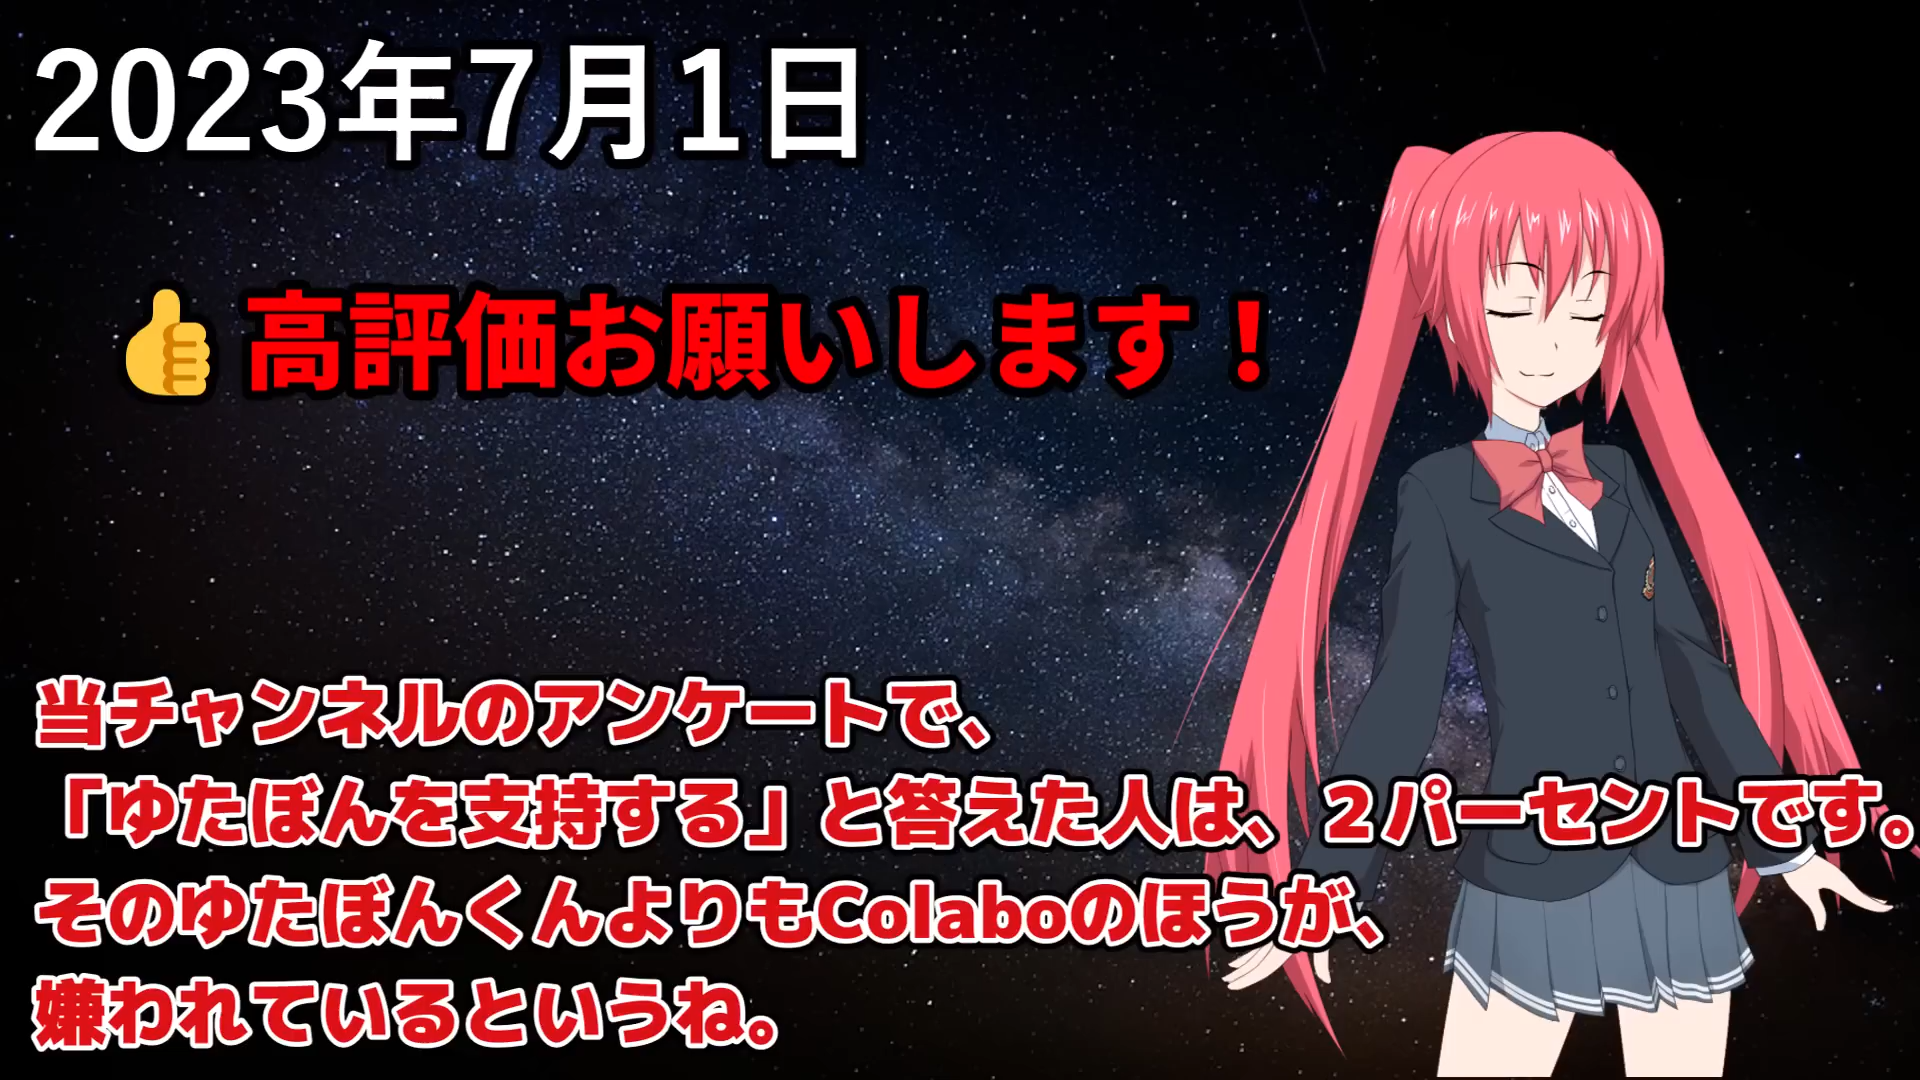 2023年7月1日
👍高評価お願いします！
当チャンネルのアンケートで、
「ゆたぼんを支持する」と答えた人は、２パーセントです。
そのゆたぼんくんよりもColaboのほうが、
嫌われているというね。